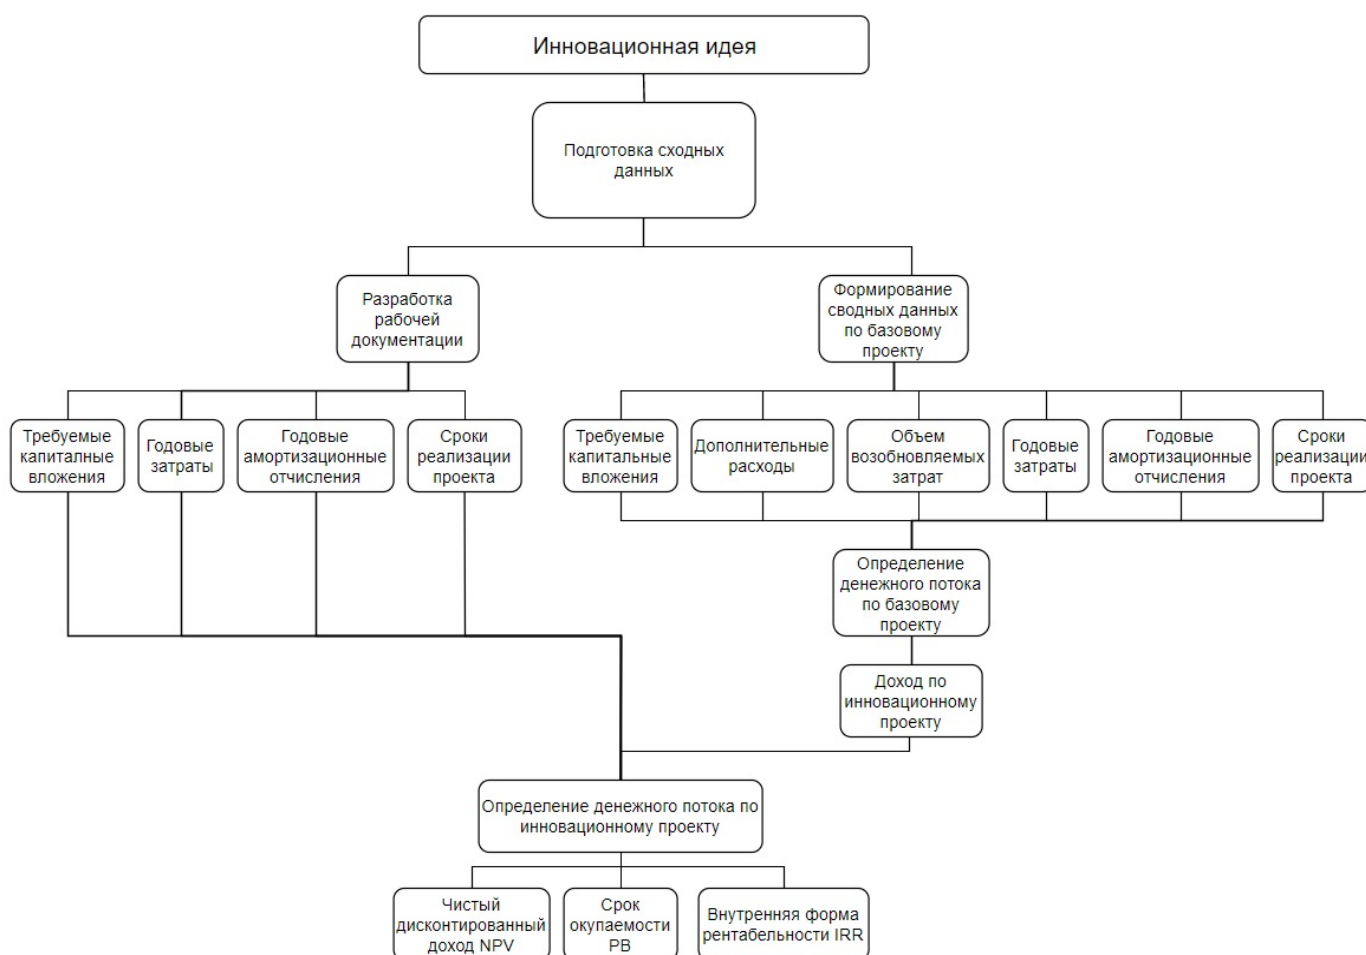 Инновационная идея
Подготовка сходных
данных
Разработка
рабочей
документации
Формирование
сводных данных
по базовому
проекту
Требуемые
капиталные
вложения
Годовые
затраты
Годовые
амортизационные
отчисления
Сроки
реализации
проекта
Требуемые
капитальные
вложения
Дополнительные
расходы
Объем
возобновляемых
затрат
Годовые
затраты
Годовые
амортизационные
отчисления
Сроки
реализации
проекта
Определение
денежного потока
по базовому
проекту
Доход по
инновационному
проекту
Определение денежного потока по
инновационному проекту
Чистый
дисконтированный
доход NPV
Срок
окупаемости
PB
Внутренняя форма
рентабельности IRR